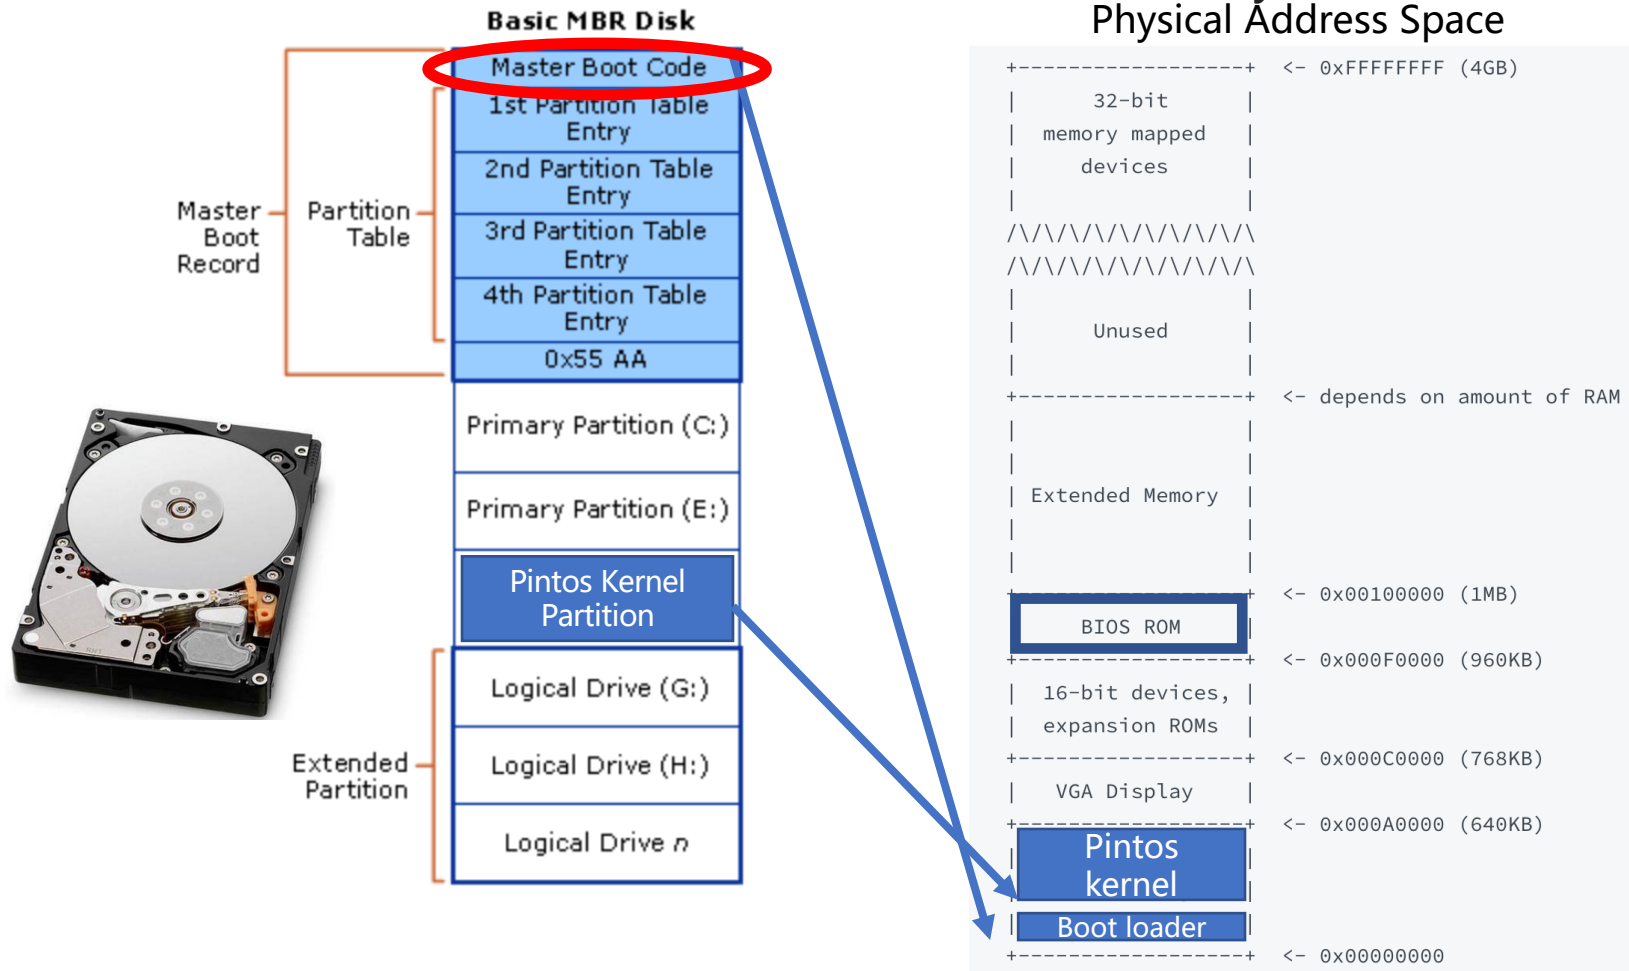 Basic MBR Disk
Master Boot Code
1st Partition Table
Entry
2nd Partition Table
Entry
3rd Partition Table
Entry
4th Partition Table
Entry
0x55 AA
Master
Boot
Record
Partition
Table
Primary Partition (C:)
Primary Partition (E:)
Pintos Kernel
Partition
Logical Drive (G:)
Logical Drive (H:)
Logical Drive n
Extended
Partition
Physical Address Space
+------------------+ <- 0xFFFFFFFF (4GB)
| 32-bit |
| memory mapped |
| devices |
| |
/\/\/\/\/\/\/\/\/\/\
/\/\/\/\/\/\/\/\/\/\
| |
| Unused |
| |
+------------------+ <- depends on amount of RAM
| |
| |
| Extended Memory |
| |
| |
+------------------+ <- 0x00100000 (1MB)
BIOS ROM |
+------------------+ <- 0x000F0000 (960KB)
| 16-bit devices, |
| expansion ROMs |
+------------------+ <- 0x000C0000 (768KB)
| VGA Display |
+------------------+ <- 0x000A0000 (640KB)
Pintos
kernel
Boot loader
+------------------+ <- 0x00000000